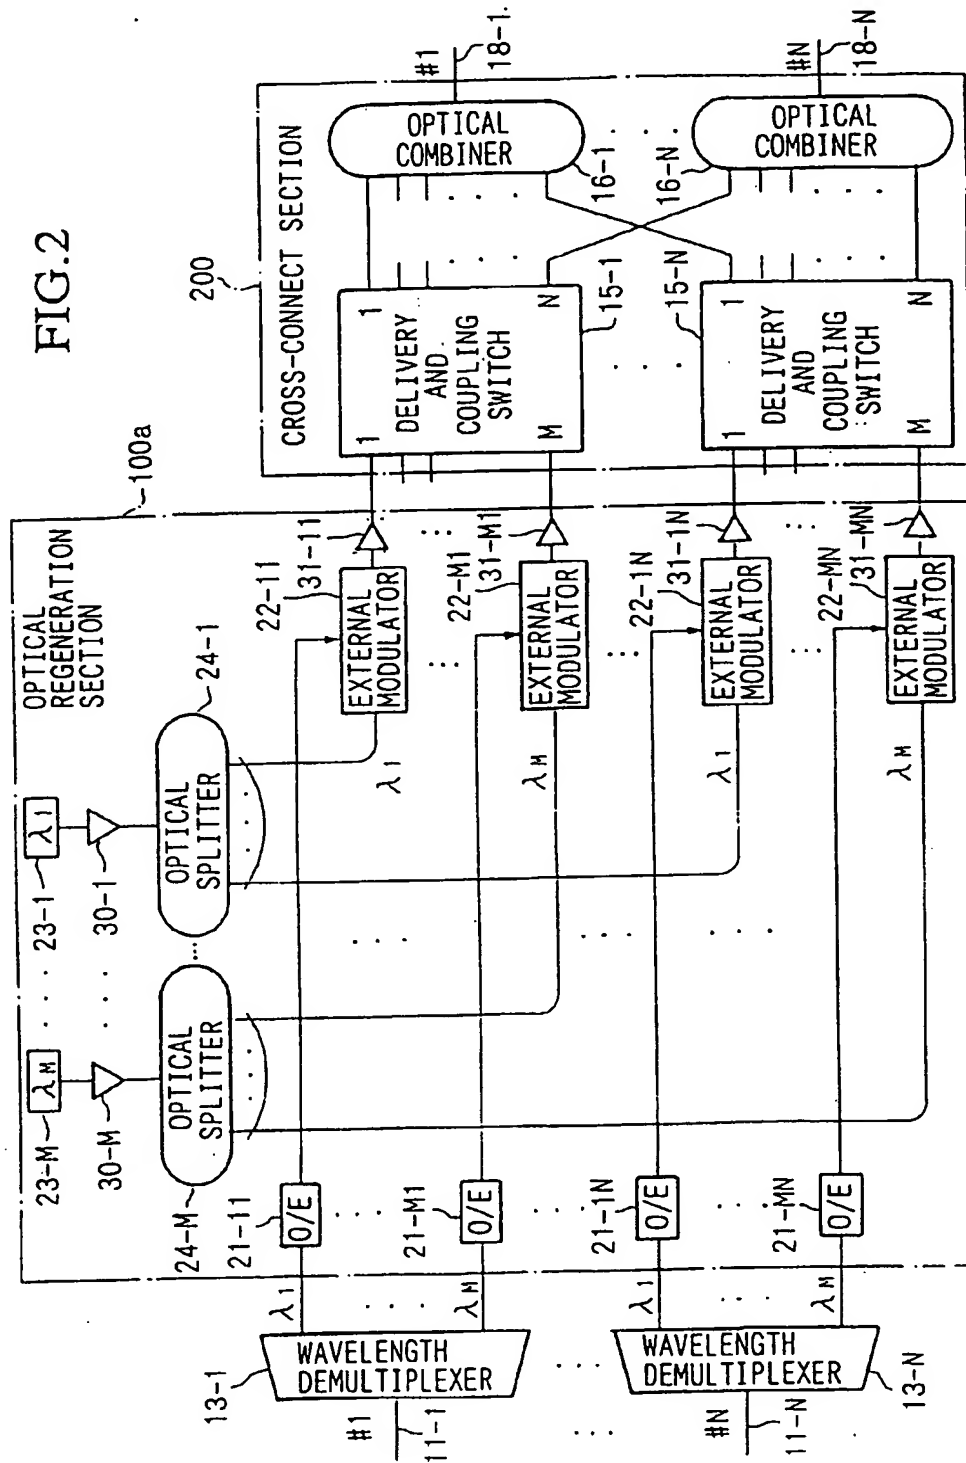 FIG.2
100a
OPTICAL
REGENERATION
SECTION
200
CROSS-CONNECT SECTION
23-M
λM
. . . .
23-1
λ1
30-M
. . . .
30-1
24-M
OPTICAL
SPLITTER
...
OPTICAL
SPLITTER
24-1
#1
11-1
13-1
WAVELENGTH
DEMULTIPLEXER
λ1
. . . .
λM
21-11
O/E
. . . .
21-M1
O/E
λ1
λM
22-11
EXTERNAL
MODULATOR
31-11
...
22-M1
EXTERNAL
MODULATOR
31-M1
1
M
DELIVERY
AND
COUPLING
SWITCH
1
N
15-1
OPTICAL
COMBINER
16-1
#1
18-1
. . . .
#N
11-N
WAVELENGTH
DEMULTIPLEXER
13-N
λ1
. . . .
λM
21-1N
O/E
. . . .
21-MN
O/E
λ1
λM
22-1N
EXTERNAL
MODULATOR
31-1N
...
22-MN
EXTERNAL
MODULATOR
31-MN
15-N
1
M
DELIVERY
AND
COUPLING
SWITCH
1
N
16-N
OPTICAL
COMBINER
#N
18-N